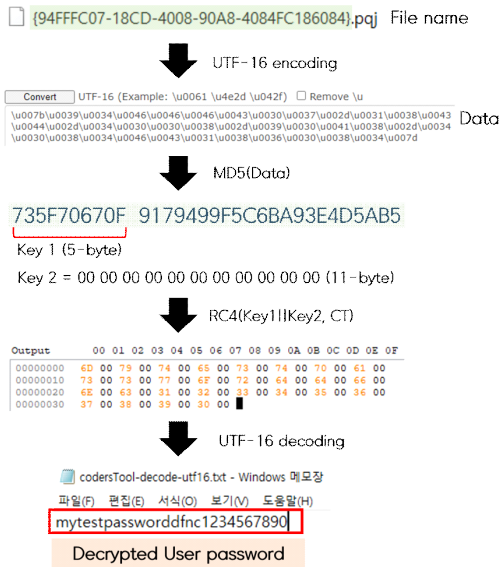 {94FFFC07-18CD-4008-90A8-4084FC186084}.pqj File name
UTF-16 encoding
Convert UTF-16 (Example: \u0061 \u4e2d \u042f) Remove \u
\u007b\u0039\u0034\u0046\u0046\u0046\u0043\u0030\u0037\u002d\u0031\u0038\u0043
\u0044\u002d\u0034\u0030\u0030\u0038\u002d\u0039\u0030\u0041\u0038\u002d\u0034
\u0030\u0038\u0034\u0046\u0043\u0031\u0038\u0036\u0030\u0038\u0034\u007d
Data
MD5(Data)
735F70670F 9179499F5C6BA93E4D5AB5
Key 1 (5-byte)
Key 2 = 00 00 00 00 00 00 00 00 00 00 00 (11-byte)
RC4(Key1||Key2, CT)
Output 00 01 02 03 04 05 06 07 08 09 0A 0B 0C 0D 0E 0F
00000000 6D 00 79 00 74 00 65 00 73 00 74 00 70 00 61 00
00000010 73 00 73 00 77 00 6F 00 72 00 64 00 64 00 66 00
00000020 6E 00 63 00 31 00 32 00 33 00 34 00 35 00 36 00
00000030 37 00 38 00 39 00 30 00
UTF-16 decoding
codersTool-decode-utf16.txt - Windows 메모장
파일(F) 편집(E) 서식(O) 보기(V) 도움말(H)
mytestpassworddfnc1234567890
Decrypted User password